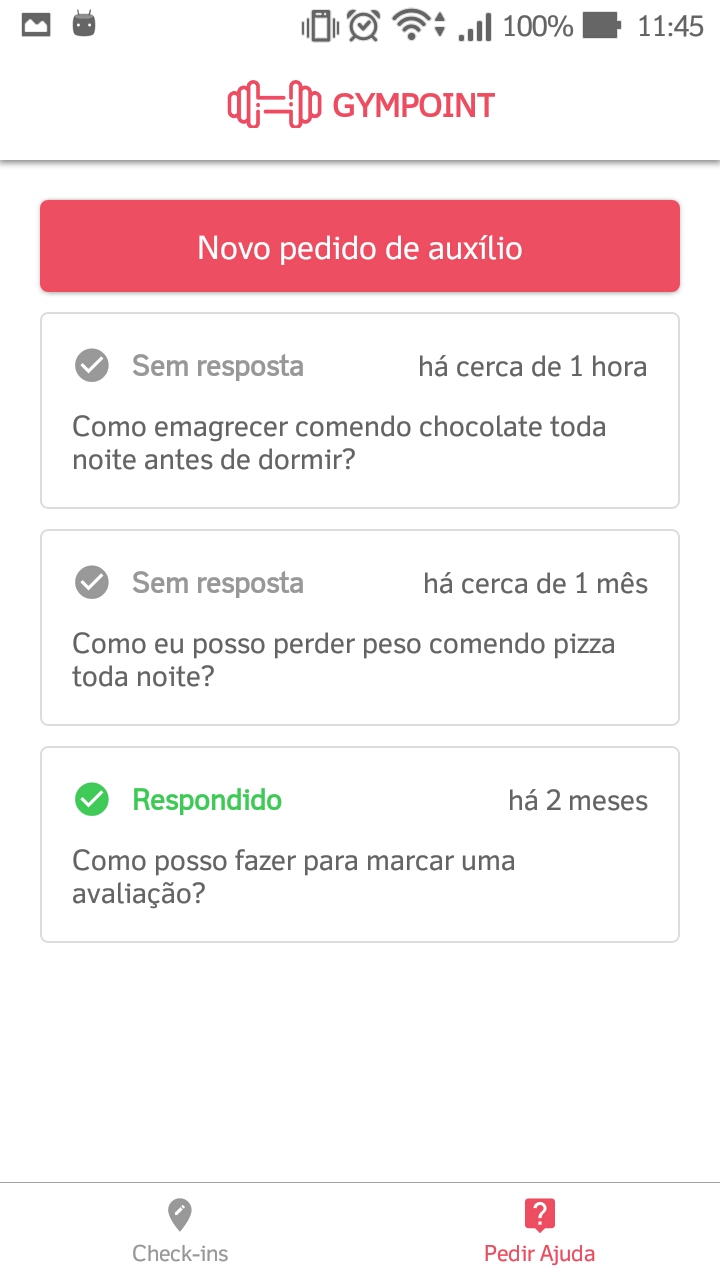 100% 11:45
GYMPOINT
Novo pedido de auxílio
Sem resposta há cerca de 1 hora
Como emagrecer comendo chocolate toda
noite antes de dormir?
Sem resposta há cerca de 1 mês
Como eu posso perder peso comendo pizza
toda noite?
Respondido há 2 meses
Como posso fazer para marcar uma
avaliação?
Check-ins Pedir Ajuda